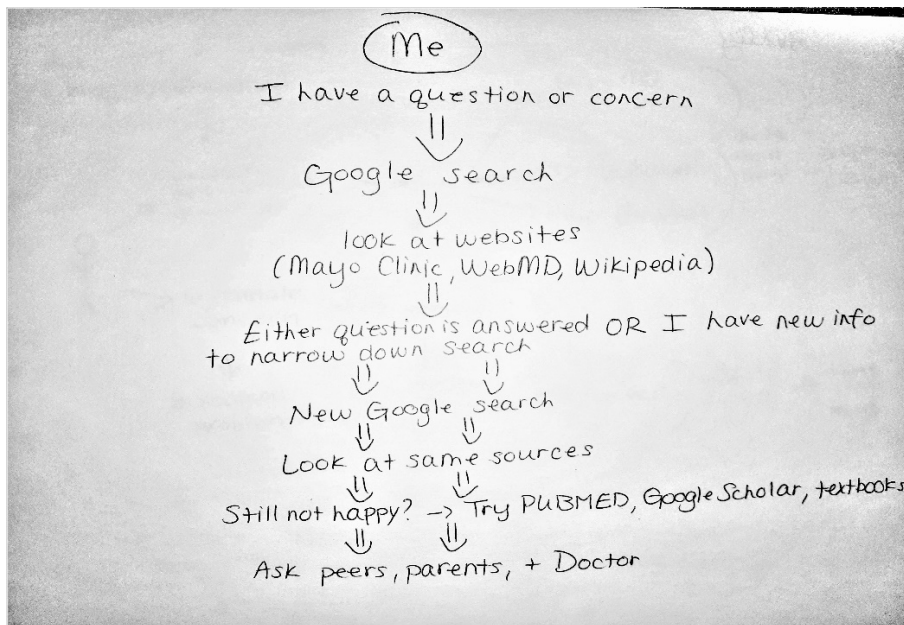 Me
I have a question or concern
Google search
look at websites
(Mayo Clinic, WebMD, Wikipedia)
Either question is answered OR I have new info
to narrow down search
New Google search
Look at same sources
Still not happy? -> Try PUBMED, Google Scholar, textbooks
Ask peers, parents, + Doctor